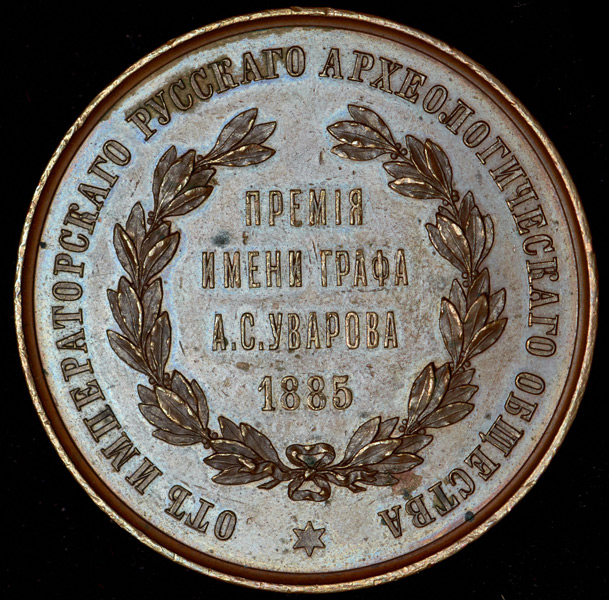 ОТЪ ИМПЕРАТОРСКАГО РУССКАГО АРХЕОЛОГИЧЕСКАГО ОБЩЕСТВА
ПРЕМІЯ
ИМЕНИ ГРАФА
А.С.УВАРОВА
1885